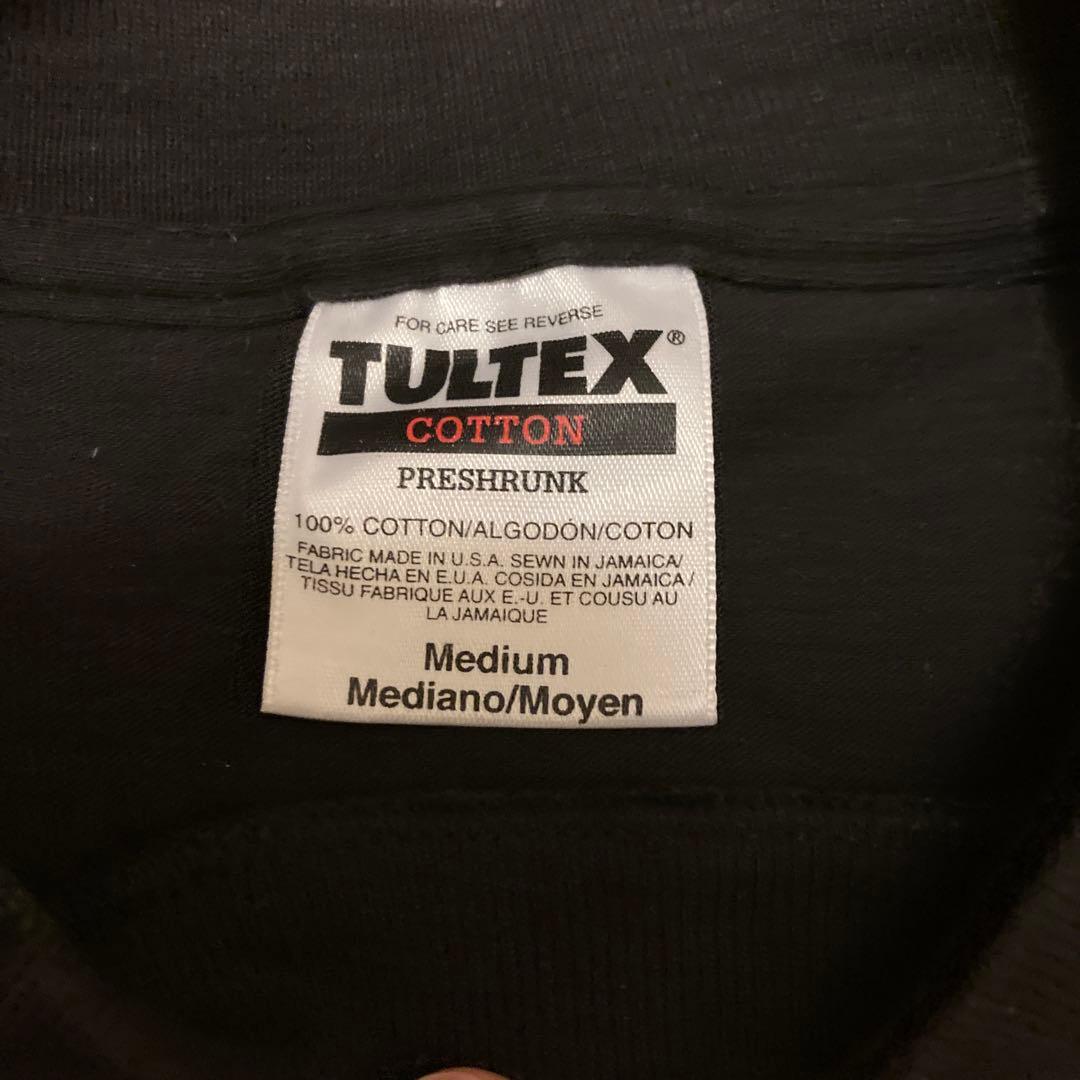 FOR CARE SEE REVERSE
TULTEX®
COTTON
PRESHRUNK
100% COTTON/ALGODÓN/COTON
FABRIC MADE IN U.S.A. SEWN IN JAMAICA/
TELA HECHA EN E.U.A. COSIDA EN JAMAICA/
TISSU FABRIQUE AUX E.-U. ET COUSU AU
LA JAMAIQUE
Medium
Mediano/Moyen